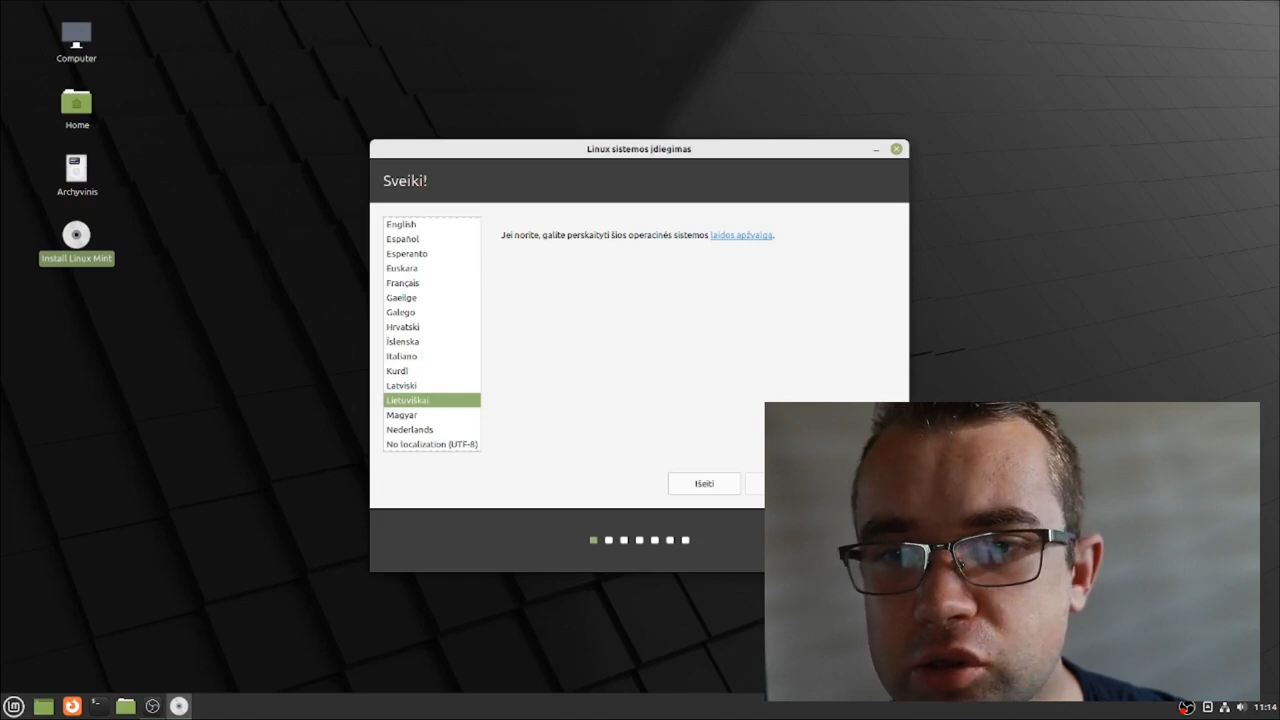 Computer
Home
Archyvinis
Install Linux Mint
Linux sistemos įdiegimas
Sveiki!
English
Español
Esperanto
Euskara
Français
Gaeilge
Galego
Hrvatski
Íslenska
Italiano
Kurdî
Latviski
Lietuviškai
Magyar
Nederlands
No localization (UTF-8)
Jei norite, galite perskaityti šios operacinės sistemos laidos apžvalgą.
Išeiti
11:14